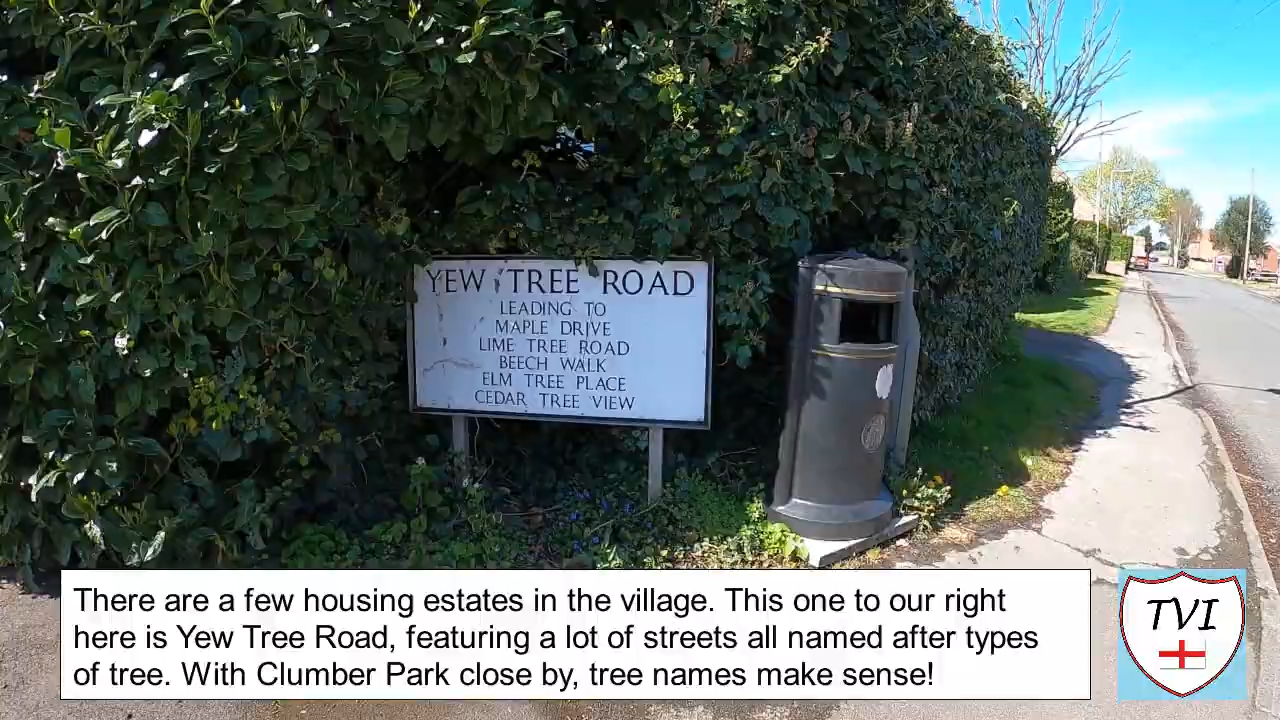 YEW TREE ROAD
LEADING TO
MAPLE DRIVE
LIME TREE ROAD
BEECH WALK
ELM TREE PLACE
CEDAR TREE VIEW
There are a few housing estates in the village. This one to our right
here is Yew Tree Road, featuring a lot of streets all named after types
of tree. With Clumber Park close by, tree names make sense!
TVI